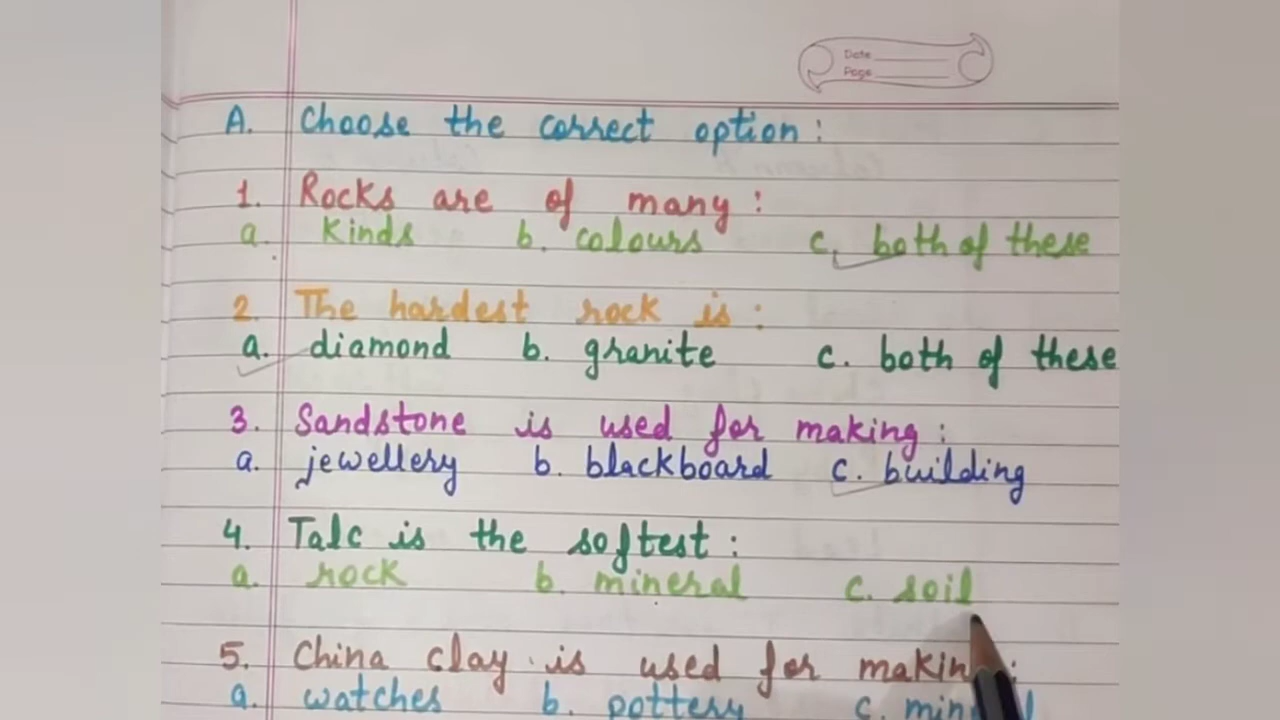 Date
Page
A. Choose the correct option:
1. Rocks are of many:
a. Kinds b. colours c. both of these
2. The hardest rock is:
a. diamond b. granite c. both of these
3. Sandstone is used for making:
a. jewellery b. blackboard c. building
4. Talc is the softest:
a. rock b. mineral c. soil
5. China clay is used for making:
a. watches b. pottery c.